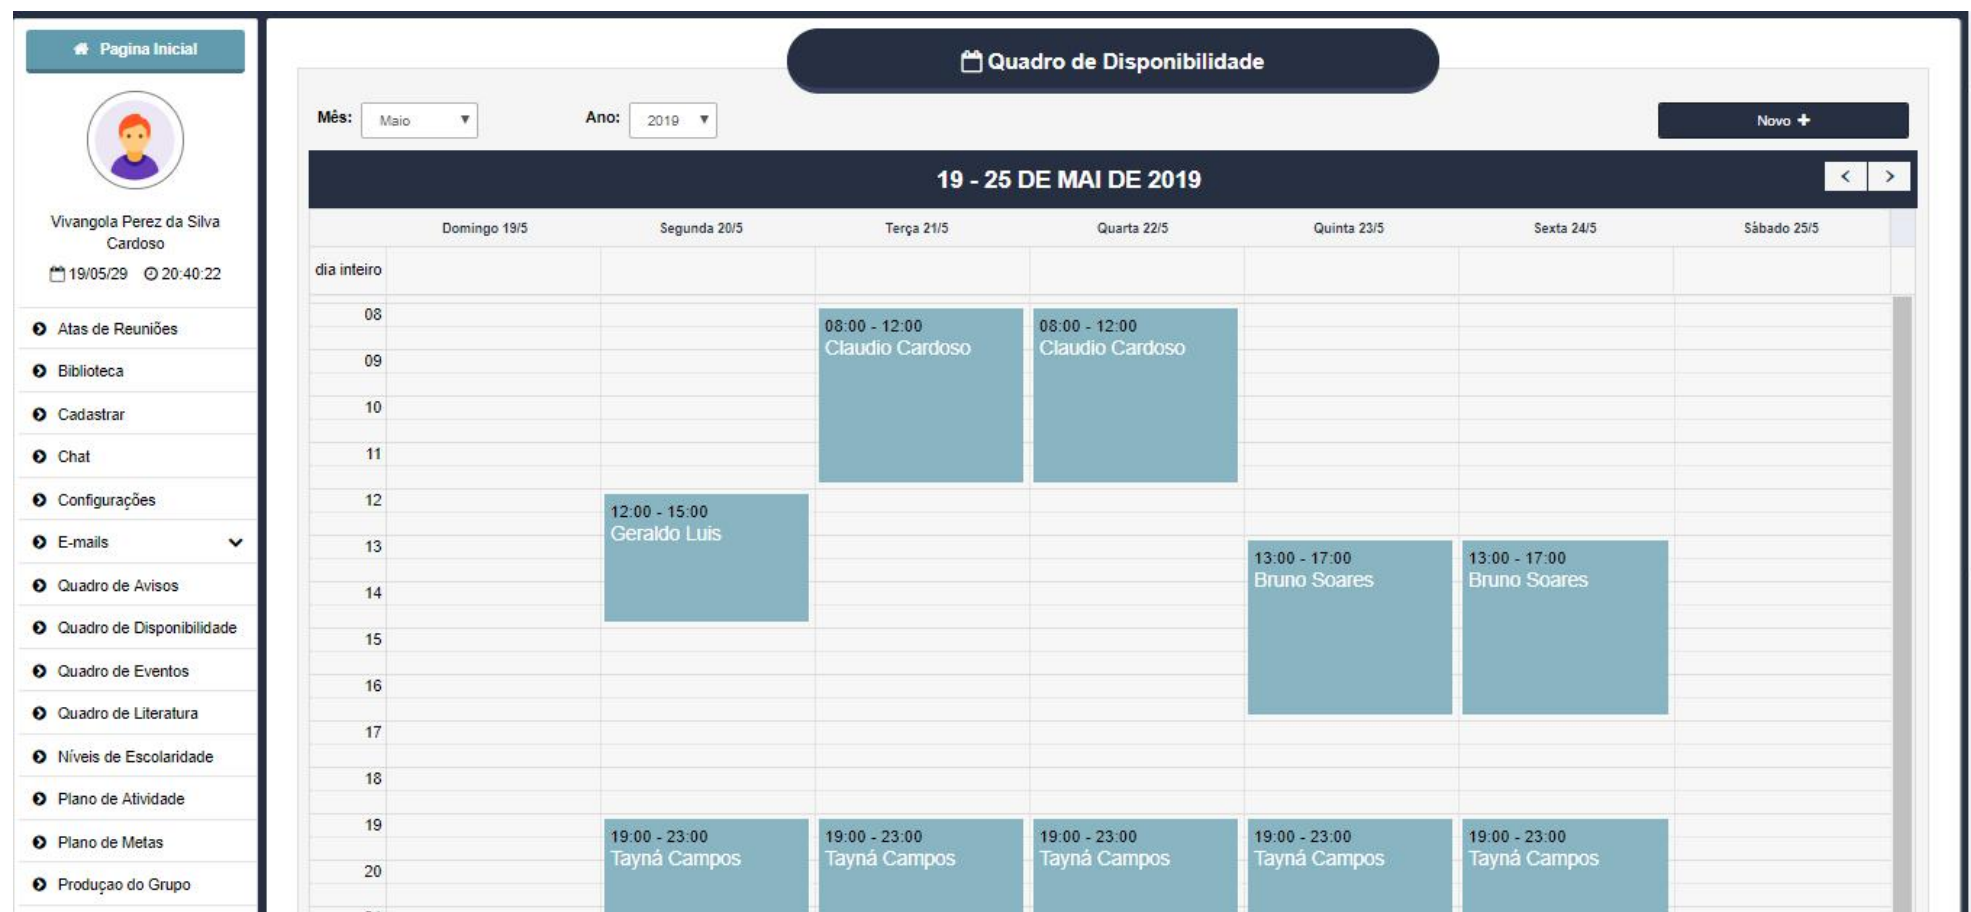 Pagina Inicial
Vivangola Perez da Silva
Cardoso
19/05/29 20:40:22
Atas de Reuniões
Biblioteca
Cadastrar
Chat
Configurações
E-mails
Quadro de Avisos
Quadro de Disponibilidade
Quadro de Eventos
Quadro de Literatura
Níveis de Escolaridade
Plano de Atividade
Plano de Metas
Produçao do Grupo
Quadro de Disponibilidade
Mês: Maio Ano: 2019 Novo +
19 - 25 DE MAI DE 2019 < >
Domingo 19/5 Segunda 20/5 Terça 21/5 Quarta 22/5 Quinta 23/5 Sexta 24/5 Sábado 25/5
dia inteiro
08
08:00 - 12:00 08:00 - 12:00
Claudio Cardoso Claudio Cardoso
09
10
11
12
12:00 - 15:00
Geraldo Luis
13
13:00 - 17:00 13:00 - 17:00
Bruno Soares Bruno Soares
14
15
16
17
18
19
19:00 - 23:00 19:00 - 23:00 19:00 - 23:00 19:00 - 23:00 19:00 - 23:00
Tayná Campos Tayná Campos Tayná Campos Tayná Campos Tayná Campos
20